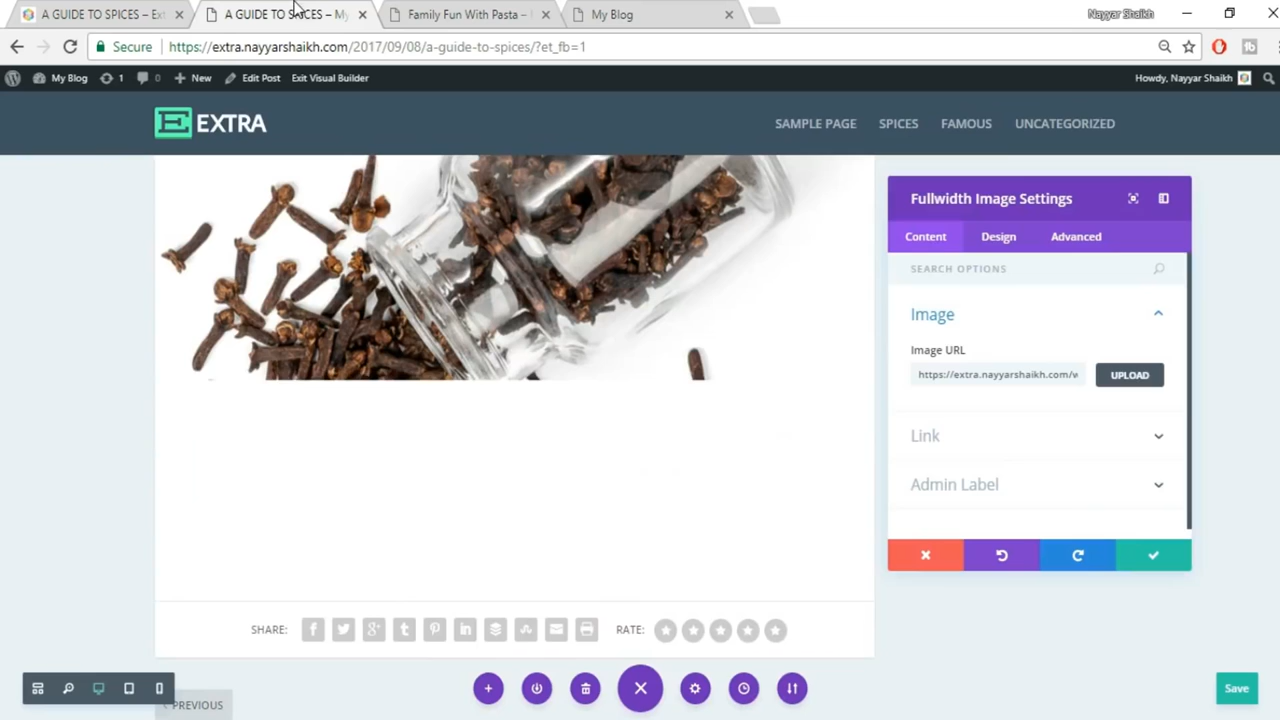 A GUIDE TO SPICES – Ext
A GUIDE TO SPICES – My
Family Fun With Pasta –
My Blog
Nayyar Shaikh
Secure
https://extra.nayyarshaikh.com/2017/09/08/a-guide-to-spices/?et_fb=1
My Blog
1
0
New
Edit Post
Exit Visual Builder
Howdy, Nayyar Shaikh
E EXTRA
SAMPLE PAGE
SPICES
FAMOUS
UNCATEGORIZED
Fullwidth Image Settings
Content
Design
Advanced
SEARCH OPTIONS
Image
Image URL
https://extra.nayyarshaikh.com/w
UPLOAD
Link
Admin Label
SHARE:
RATE:
Save
PREVIOUS